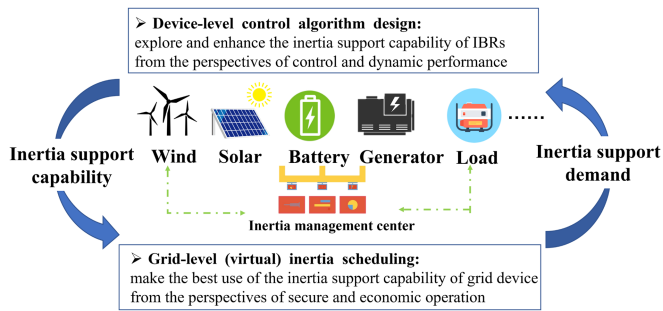 ➢ Device-level control algorithm design:
explore and enhance the inertia support capability of IBRs
from the perspectives of control and dynamic performance
Inertia support
capability
Wind Solar Battery Generator Load ......
Inertia support
demand
Inertia management center
➢ Grid-level (virtual) inertia scheduling:
make the best use of the inertia support capability of grid device
from the perspectives of secure and economic operation